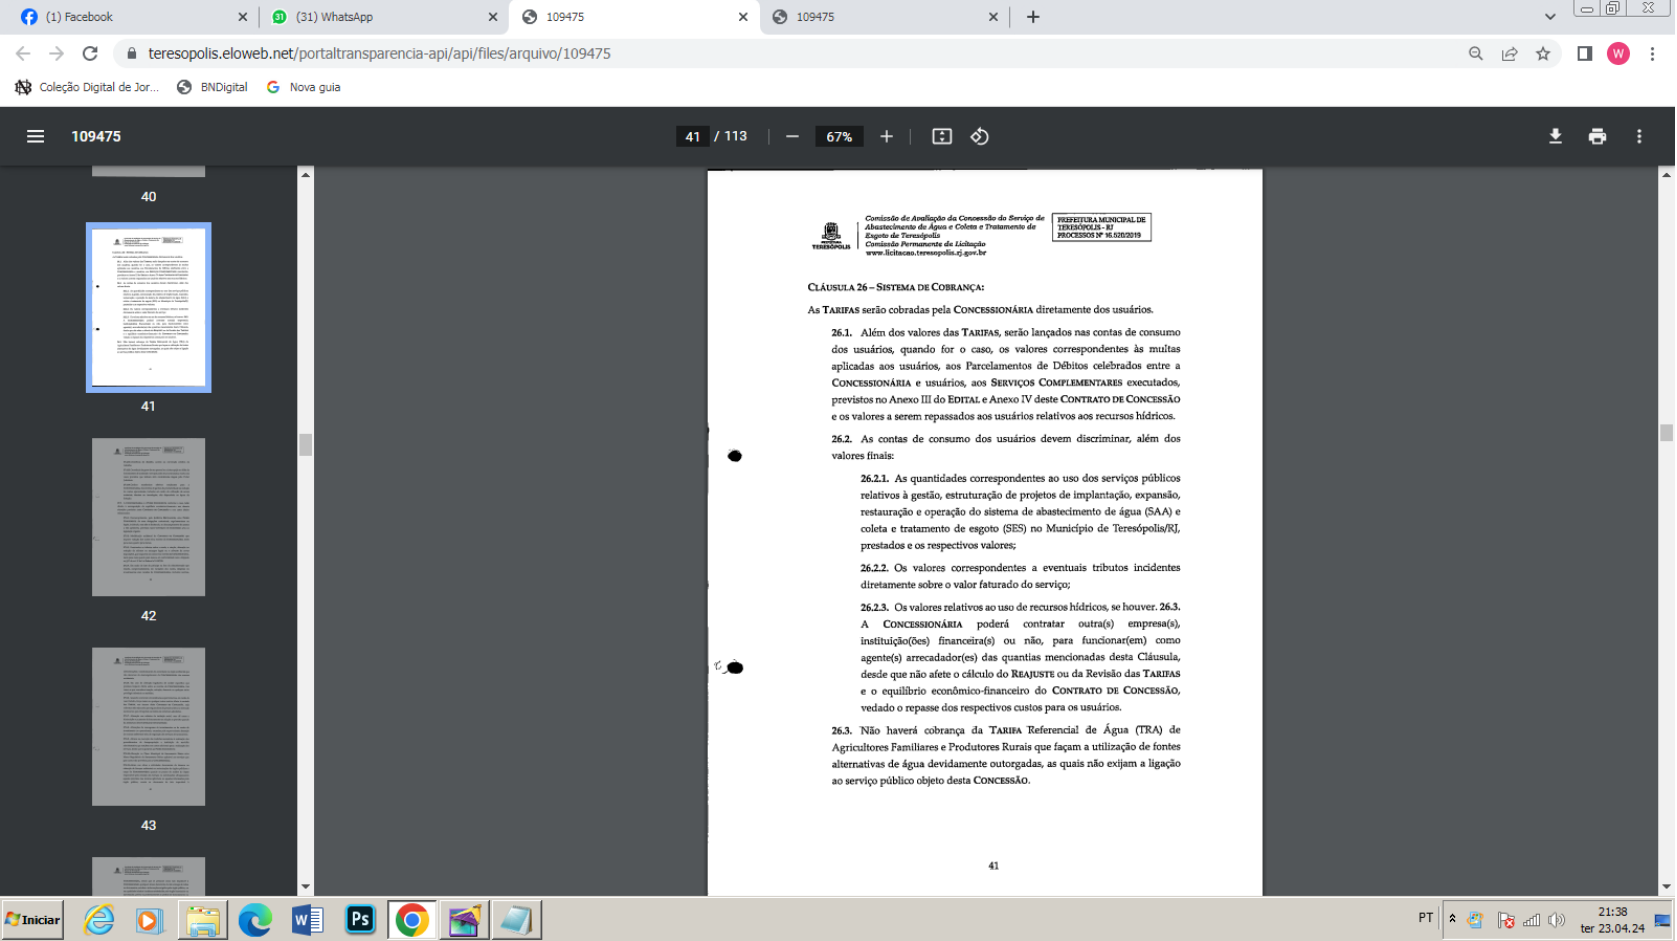 (1) Facebook
(31) WhatsApp
109475
109475
teresopolis.eloweb.net/portaltransparencia-api/api/files/arquivo/109475
W
Coleção Digital de Jor...
BNDigital
Nova guia
109475
41 / 113
67%
40
41
42
43
PREFEITURA
TERESÓPOLIS
Comissão de Avaliação da Concessão do Serviço de
Abastecimento de Água e Coleta e Tratamento de
Esgoto de Teresópolis
Comissão Permanente de Licitação
www.licitacao.teresopolis.rj.gov.br
PREFEITURA MUNICIPAL DE
TERESÓPOLIS - RJ
PROCESSOS Nº 16.520/2019
CLÁUSULA 26 – SISTEMA DE COBRANÇA:
As TARIFAS serão cobradas pela CONCESSIONÁRIA diretamente dos usuários.
26.1. Além dos valores das TARIFAS, serão lançados nas contas de consumo
dos usuários, quando for o caso, os valores correspondentes às multas
aplicadas aos usuários, aos Parcelamentos de Débitos celebrados entre a
CONCESSIONÁRIA e usuários, aos SERVIÇOS COMPLEMENTARES executados,
previstos no Anexo III do EDITAL e Anexo IV deste CONTRATO DE CONCESSÃO
e os valores a serem repassados aos usuários relativos aos recursos hídricos.
26.2. As contas de consumo dos usuários devem discriminar, além dos
valores finais:
26.2.1. As quantidades correspondentes ao uso dos serviços públicos
relativos à gestão, estruturação de projetos de implantação, expansão,
restauração e operação do sistema de abastecimento de água (SAA) e
coleta e tratamento de esgoto (SES) no Município de Teresópolis/RJ,
prestados e os respectivos valores;
26.2.2. Os valores correspondentes a eventuais tributos incidentes
diretamente sobre o valor faturado do serviço;
26.2.3. Os valores relativos ao uso de recursos hídricos, se houver. 26.3.
A CONCESSIONÁRIA poderá contratar outra(s) empresa(s),
instituição(ões) financeira(s) ou não, para funcionar(em) como
agente(s) arrecadador(es) das quantias mencionadas desta Cláusula,
desde que não afete o cálculo do REAJUSTE ou da Revisão das TARIFAS
e o equilíbrio econômico-financeiro do CONTRATO DE CONCESSÃO,
vedado o repasse dos respectivos custos para os usuários.
26.3. Não haverá cobrança da TARIFA Referencial de Água (TRA) de
Agricultores Familiares e Produtores Rurais que façam a utilização de fontes
alternativas de água devidamente outorgadas, as quais não exijam a ligação
ao serviço público objeto desta CONCESSÃO.
41
Iniciar
W
Ps
PT
21:38
ter 23.04.24